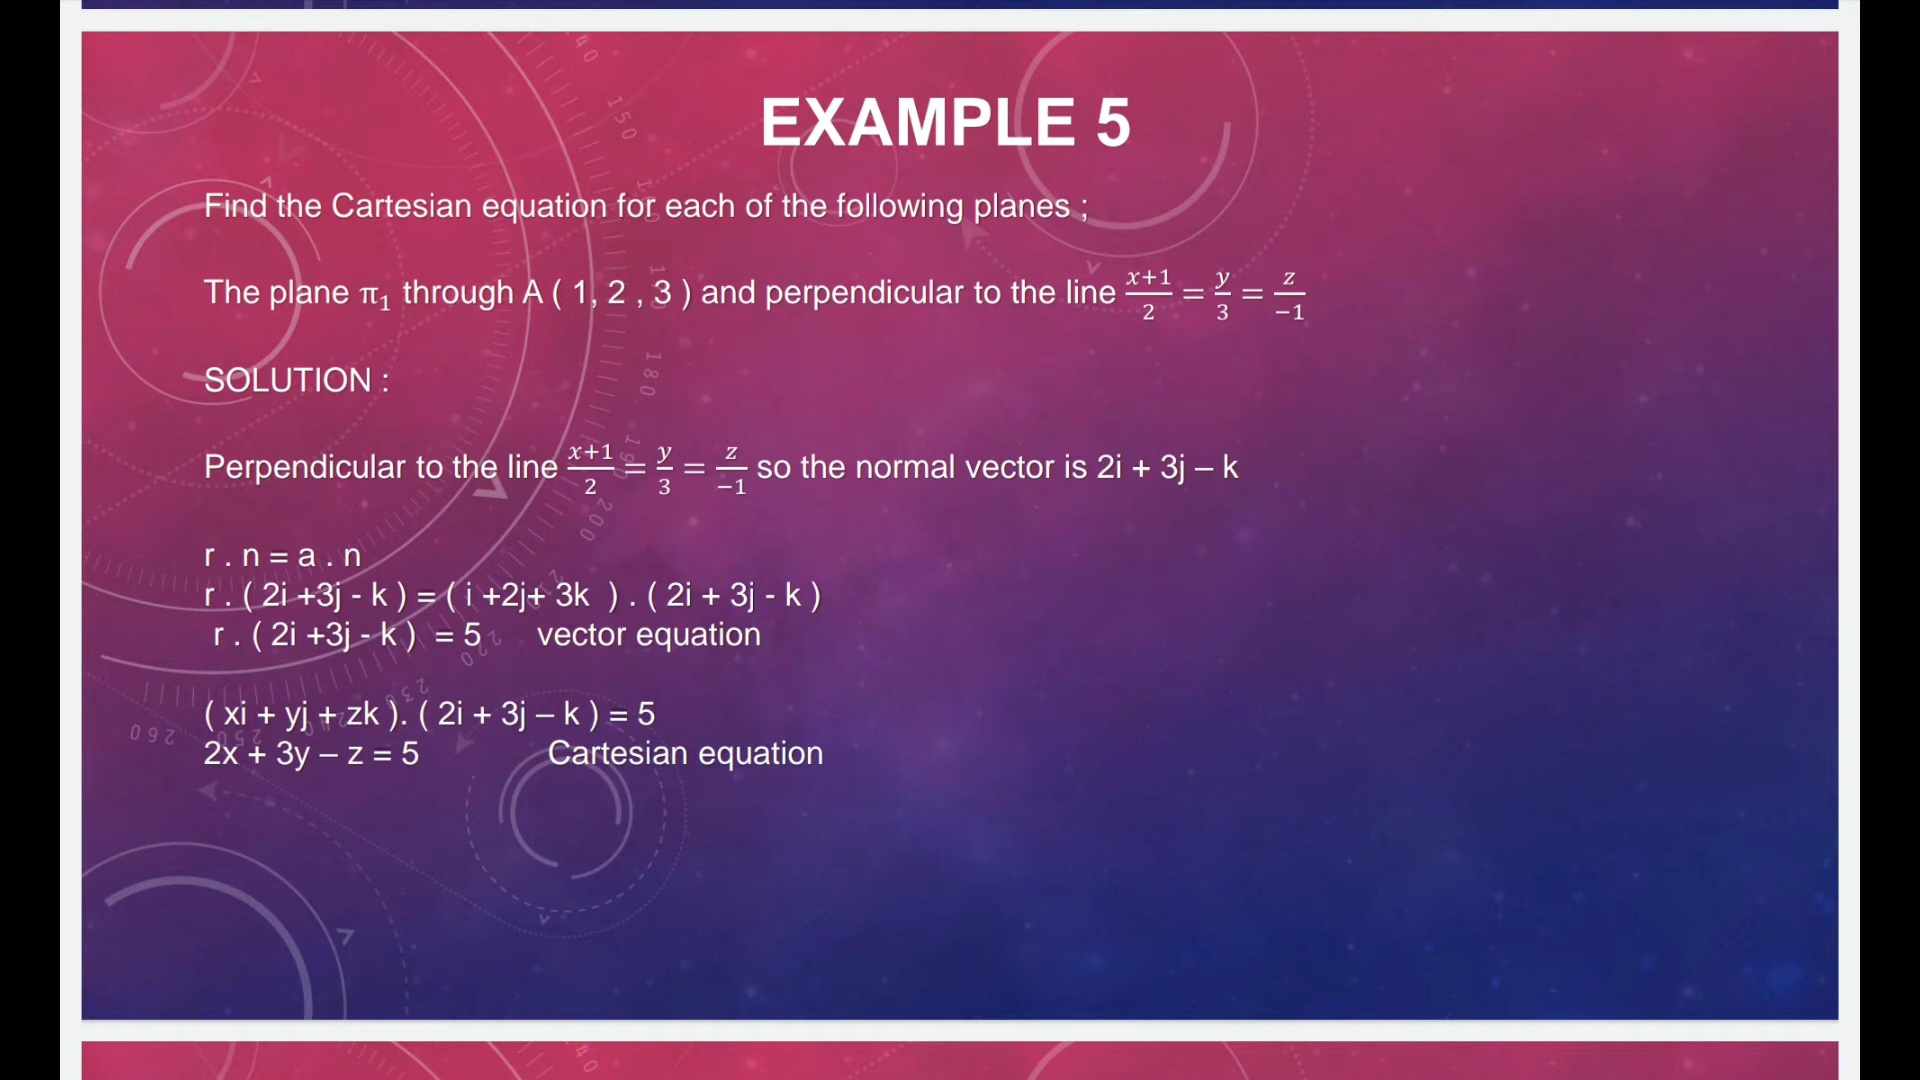 EXAMPLE 5
Find the Cartesian equation for each of the following planes ;
The plane π₁ through A ( 1, 2 , 3 ) and perpendicular to the line (x+1)/2 = y/3 = z/−1
SOLUTION :
Perpendicular to the line (x+1)/2 = y/3 = z/−1 so the normal vector is 2i + 3j – k
r . n = a . n
r . ( 2i +3j - k ) = ( i +2j+ 3k ) . ( 2i + 3j - k )
r . ( 2i +3j - k ) = 5 vector equation
( xi + yj + zk ). ( 2i + 3j – k ) = 5
2x + 3y – z = 5 Cartesian equation